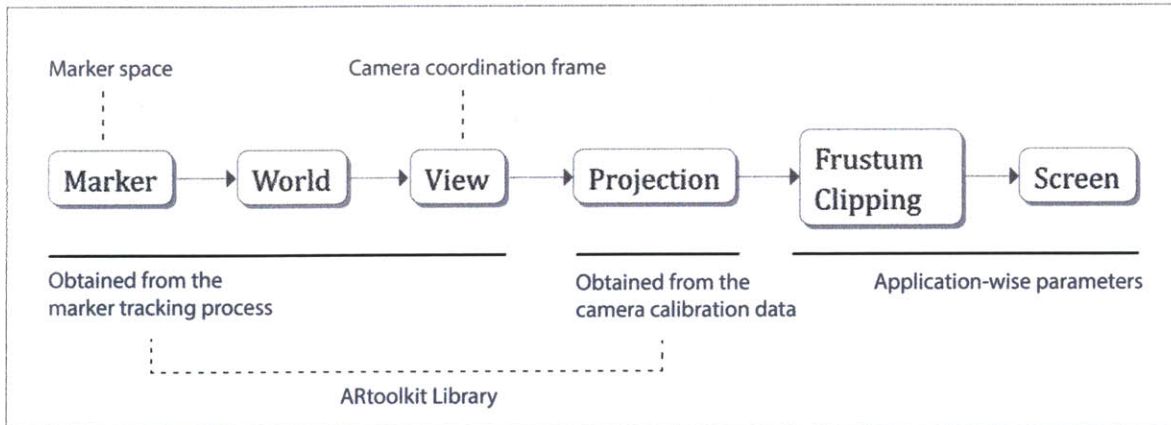 Marker space
Camera coordination frame
Marker
World
View
Projection
Frustum
Clipping
Screen
Obtained from the
marker tracking process
Obtained from the
camera calibration data
Application-wise parameters
ARtoolkit Library